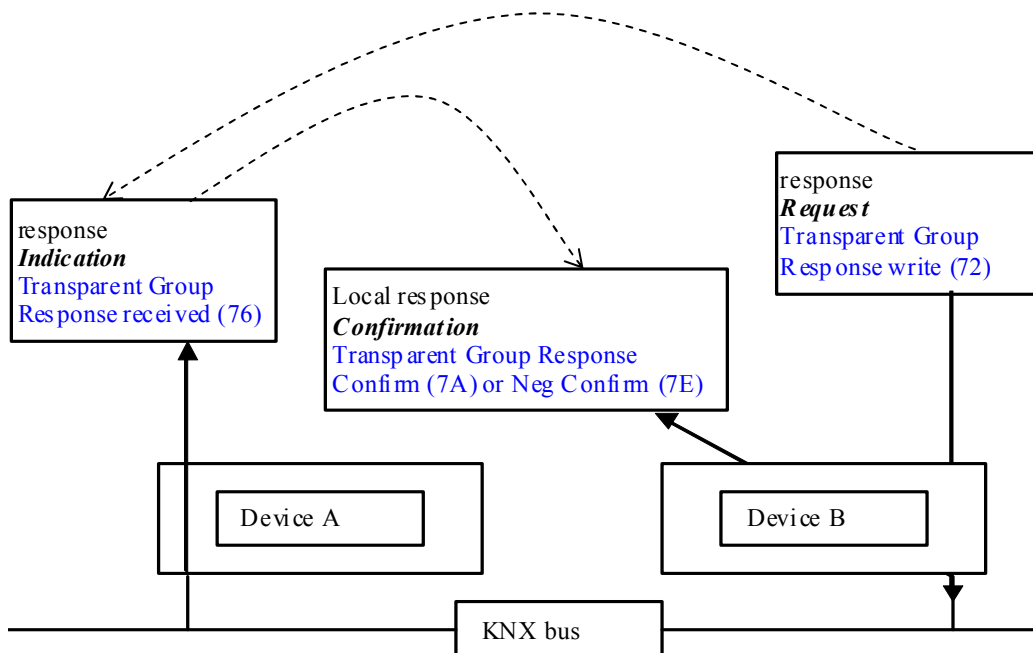 response
Indication
Transparent Group
Response received (76)
Local response
Confirmation
Transparent Group Response
Confirm (7A) or Neg Confirm (7E)
response
Request
Transparent Group
Response write (72)
Device A
Device B
KNX bus